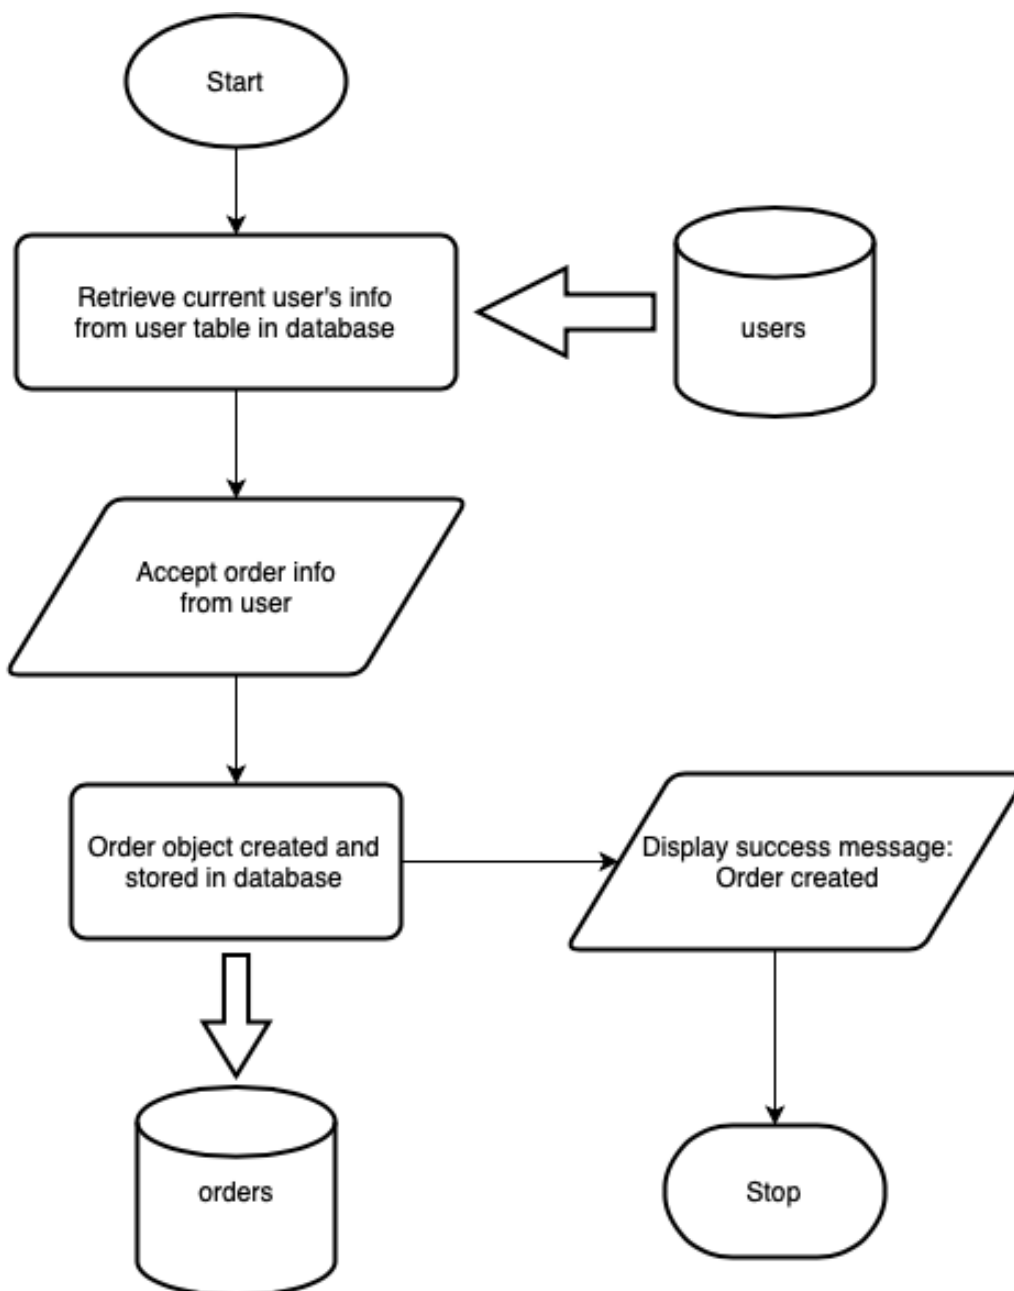 Start
Retrieve current user's info
from user table in database
users
Accept order info
from user
Order object created and
stored in database
Display success message:
Order created
orders
Stop